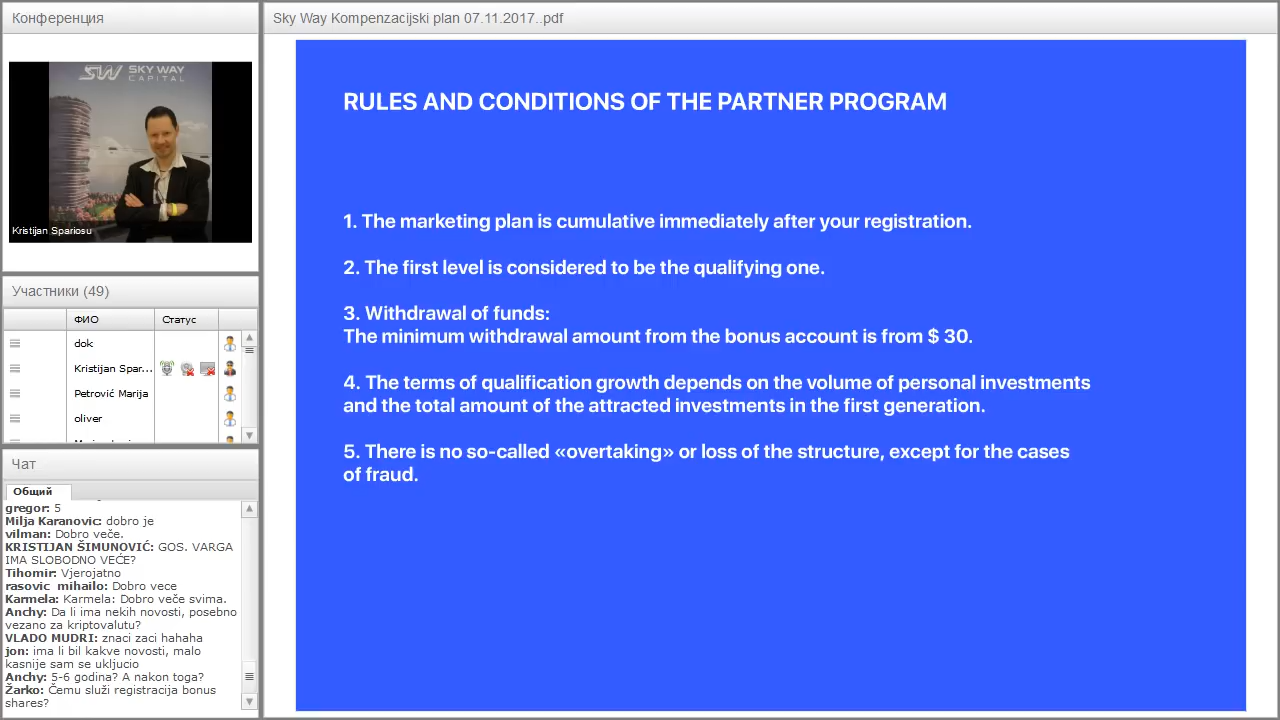 Конференция
SKY WAY
CAPITAL
Kristijan Spariosu
Участники (49)
ФИО Статус
dok
Kristijan Spar...
Petrović Marija
oliver
Чат
Общий
gregor: 5
Milja Karanovic: dobro je
vilman: Dobro veče.
KRISTIJAN ŠIMUNOVIĆ: GOS. VARGA
IMA SLOBODNO VEĆE?
Tihomir: Vjerojatno
rasovic mihailo: Dobro vece
Karmela: Karmela: Dobro veče svima.
Anchy: Da li ima nekih novosti, posebno
vezano za kriptovalutu?
VLADO MUDRI: znaci zaci hahaha
jon: ima li bil kakve novosti, malo
kasnije sam se ukljucio
Anchy: 5-6 godina? A nakon toga?
Žarko: Čemu služi registracija bonus
shares?
Sky Way Kompenzacijski plan 07.11.2017..pdf
RULES AND CONDITIONS OF THE PARTNER PROGRAM
1. The marketing plan is cumulative immediately after your registration.
2. The first level is considered to be the qualifying one.
3. Withdrawal of funds:
The minimum withdrawal amount from the bonus account is from $ 30.
4. The terms of qualification growth depends on the volume of personal investments
and the total amount of the attracted investments in the first generation.
5. There is no so-called «overtaking» or loss of the structure, except for the cases
of fraud.